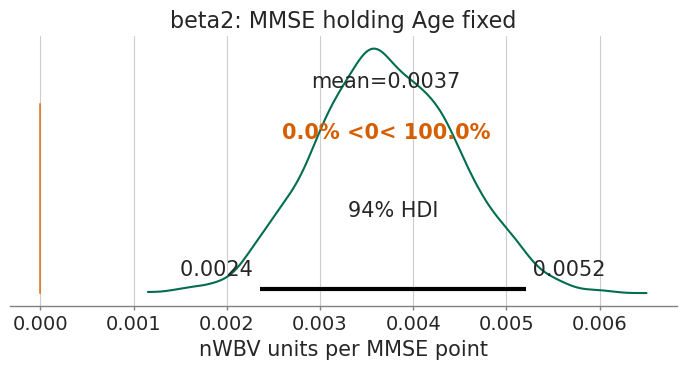 beta2: MMSE holding Age fixed
mean=0.0037
0.0% <0< 100.0%
94% HDI
0.0024 0.0052
0.000 0.001 0.002 0.003 0.004 0.005 0.006
nWBV units per MMSE point